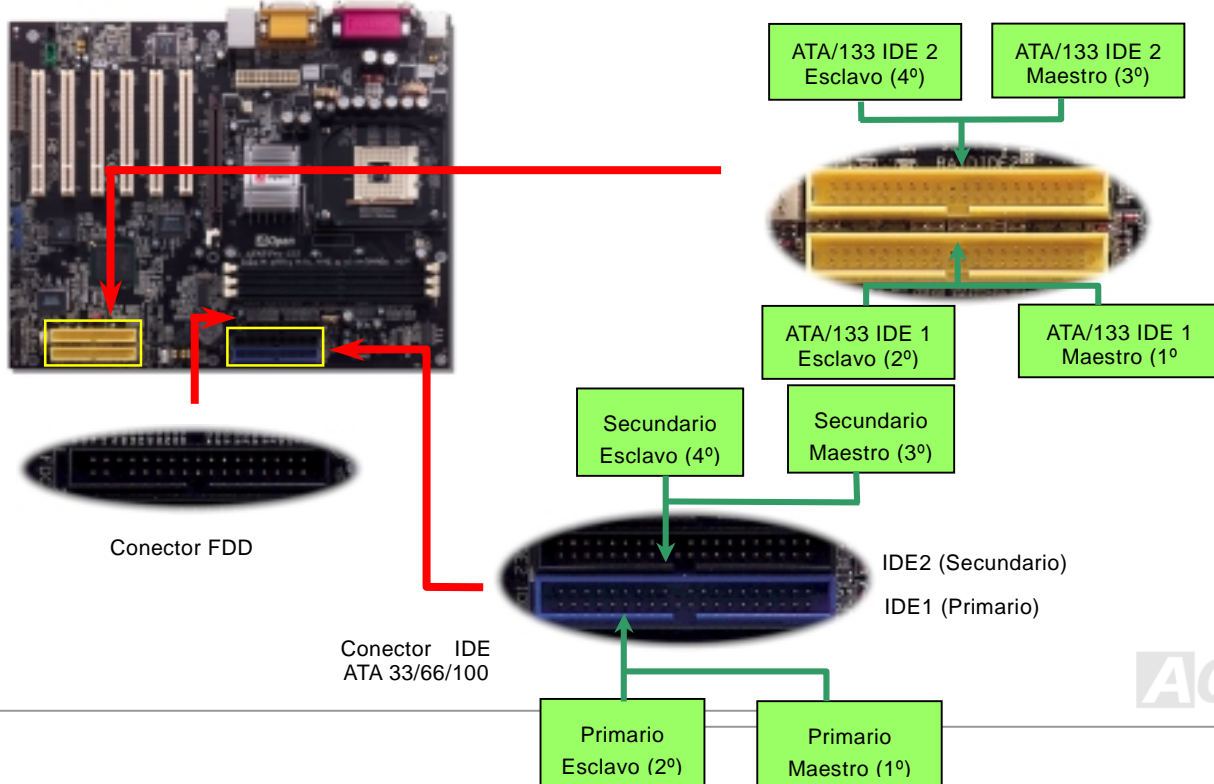 ATA/133 IDE 2
Esclavo (4º)
ATA/133 IDE 2
Maestro (3º)
RAIDIDE2
AOpen
ATA/133 IDE 1
Esclavo (2º)
ATA/133 IDE 1
Maestro (1º
Secundario
Esclavo (4º)
Secundario
Maestro (3º)
Conector FDD
IDE2 (Secundario)
IDE1 (Primario)
Conector IDE
ATA 33/66/100
Primario
Esclavo (2º)
Primario
Maestro (1º)